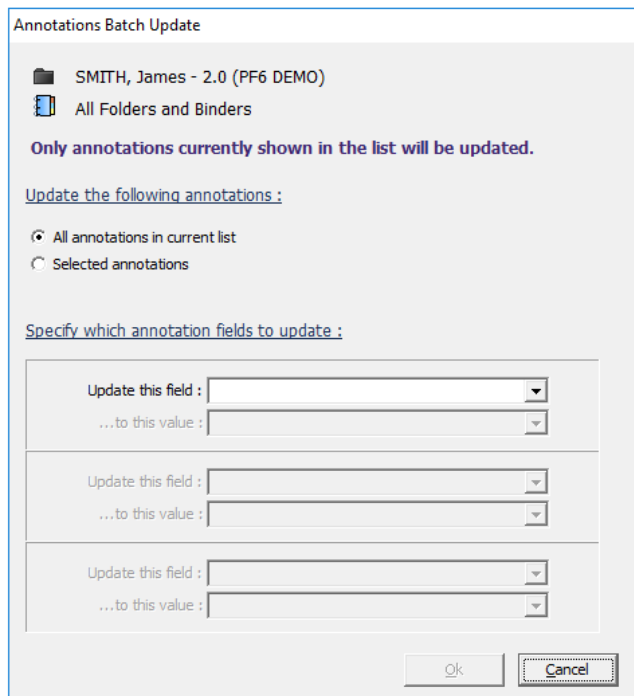 Annotations Batch Update
SMITH, James - 2.0 (PF6 DEMO)
All Folders and Binders
Only annotations currently shown in the list will be updated.
Update the following annotations :
All annotations in current list
Selected annotations
Specify which annotation fields to update :
Update this field :
...to this value :
Update this field :
...to this value :
Update this field :
...to this value :
Ok Cancel